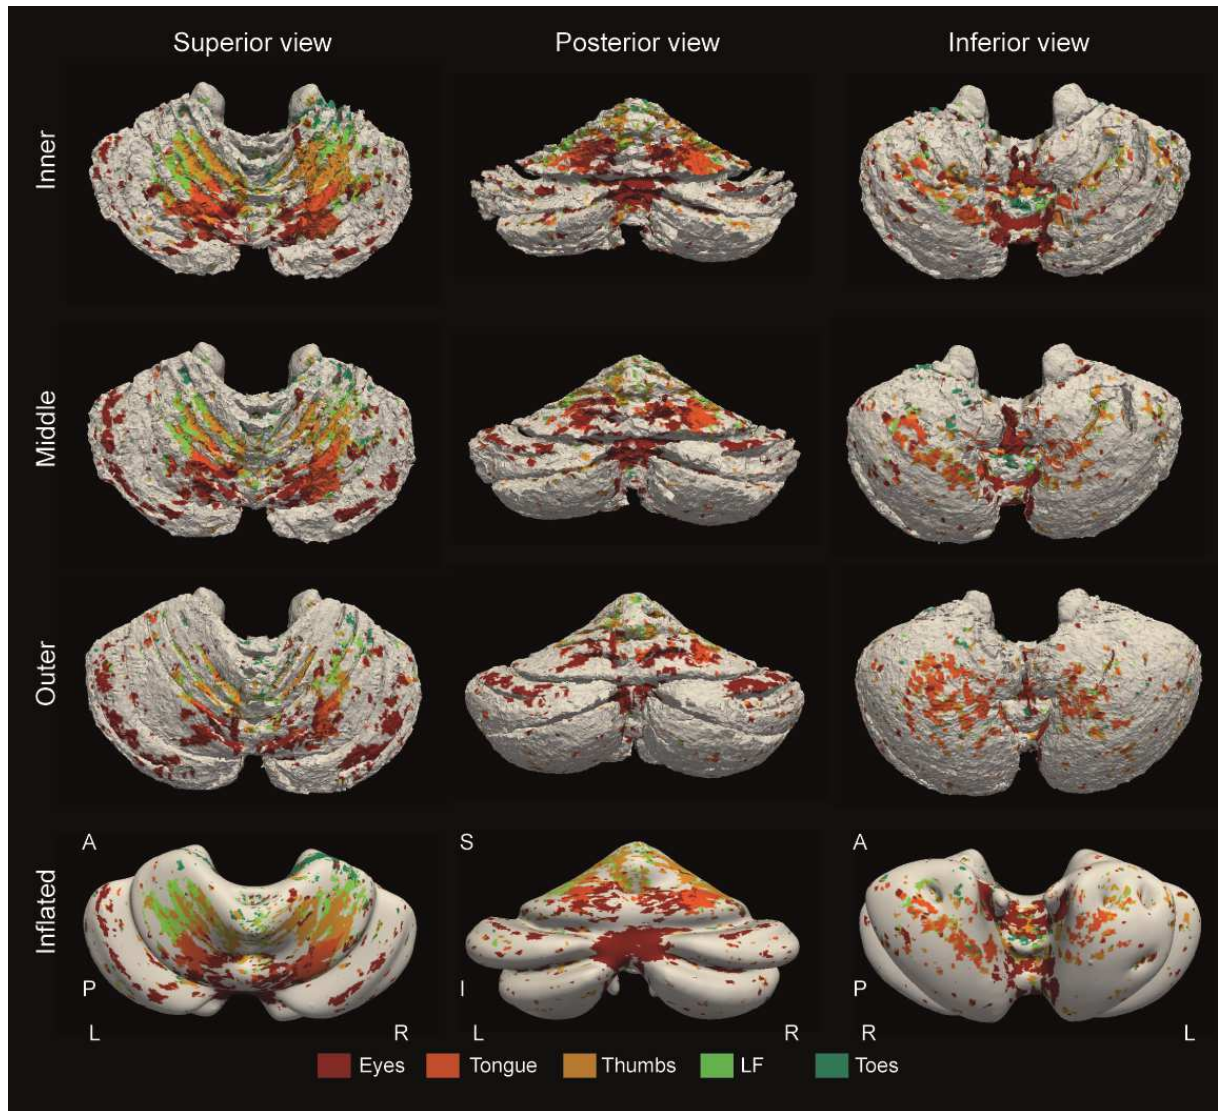 Superior view Posterior view Inferior view
Inner
Middle
Outer
Inflated
A S A
P I P
L R L R R L
Eyes Tongue Thumbs LF Toes